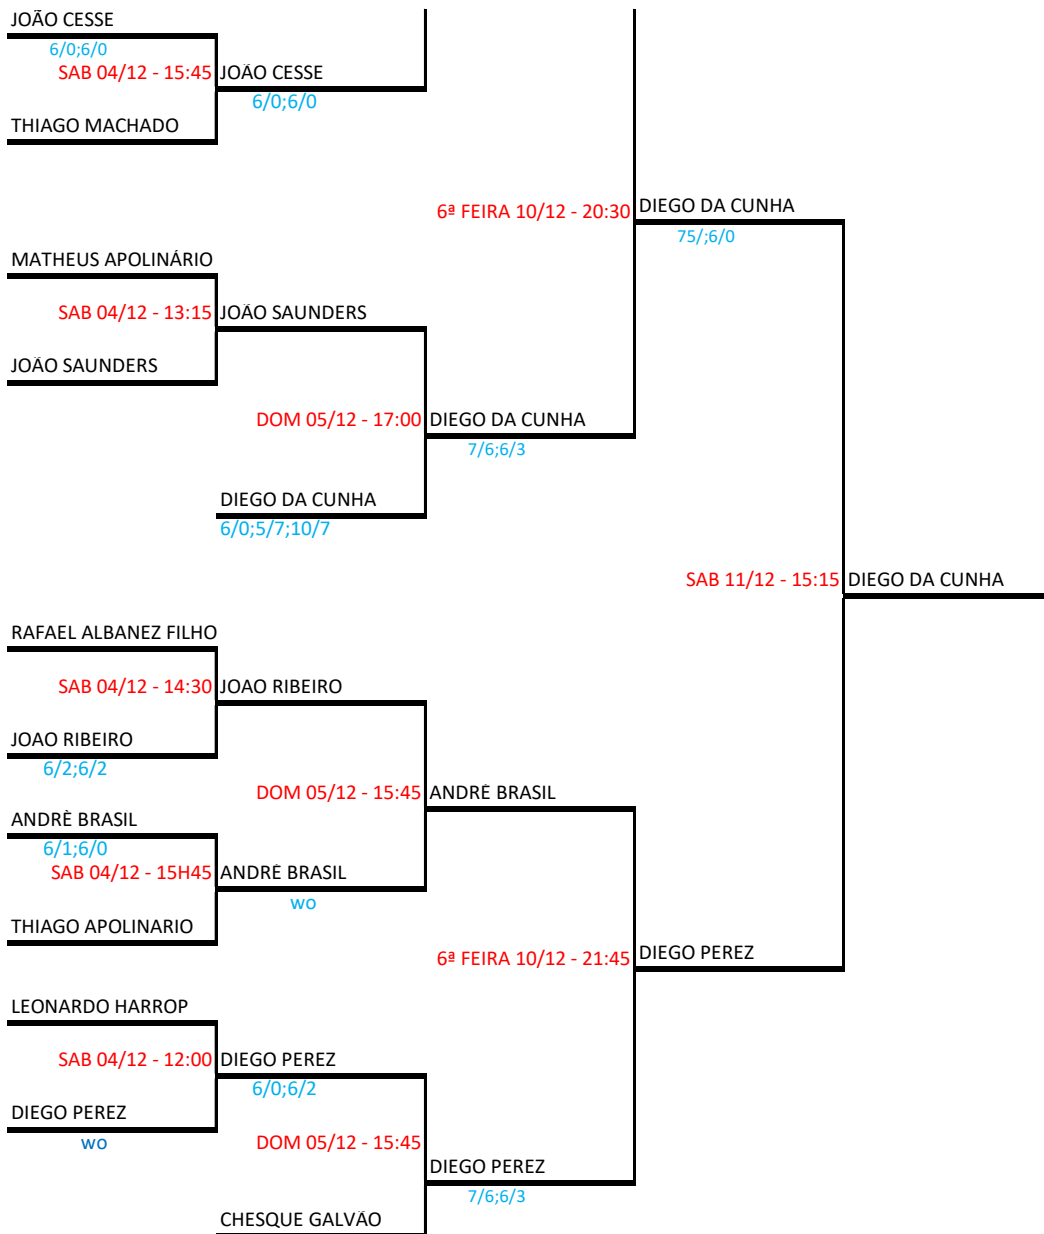 JOÃO CESSE
6/0;6/0
SAB 04/12 - 15:45 JOÃO CESSE
6/0;6/0
THIAGO MACHADO
6ª FEIRA 10/12 - 20:30 DIEGO DA CUNHA
75/;6/0
MATHEUS APOLINÁRIO
SAB 04/12 - 13:15 JOÃO SAUNDERS
JOÃO SAUNDERS
DOM 05/12 - 17:00 DIEGO DA CUNHA
7/6;6/3
DIEGO DA CUNHA
6/0;5/7;10/7
SAB 11/12 - 15:15 DIEGO DA CUNHA
RAFAEL ALBANEZ FILHO
SAB 04/12 - 14:30 JOAO RIBEIRO
JOAO RIBEIRO
6/2;6/2
DOM 05/12 - 15:45 ANDRÈ BRASIL
ANDRÈ BRASIL
6/1;6/0
SAB 04/12 - 15H45 ANDRÈ BRASIL
wo
THIAGO APOLINARIO
6ª FEIRA 10/12 - 21:45 DIEGO PEREZ
LEONARDO HARROP
SAB 04/12 - 12:00 DIEGO PEREZ
6/0;6/2
DIEGO PEREZ
wo
DOM 05/12 - 15:45
DIEGO PEREZ
7/6;6/3
CHESQUE GALVÃO